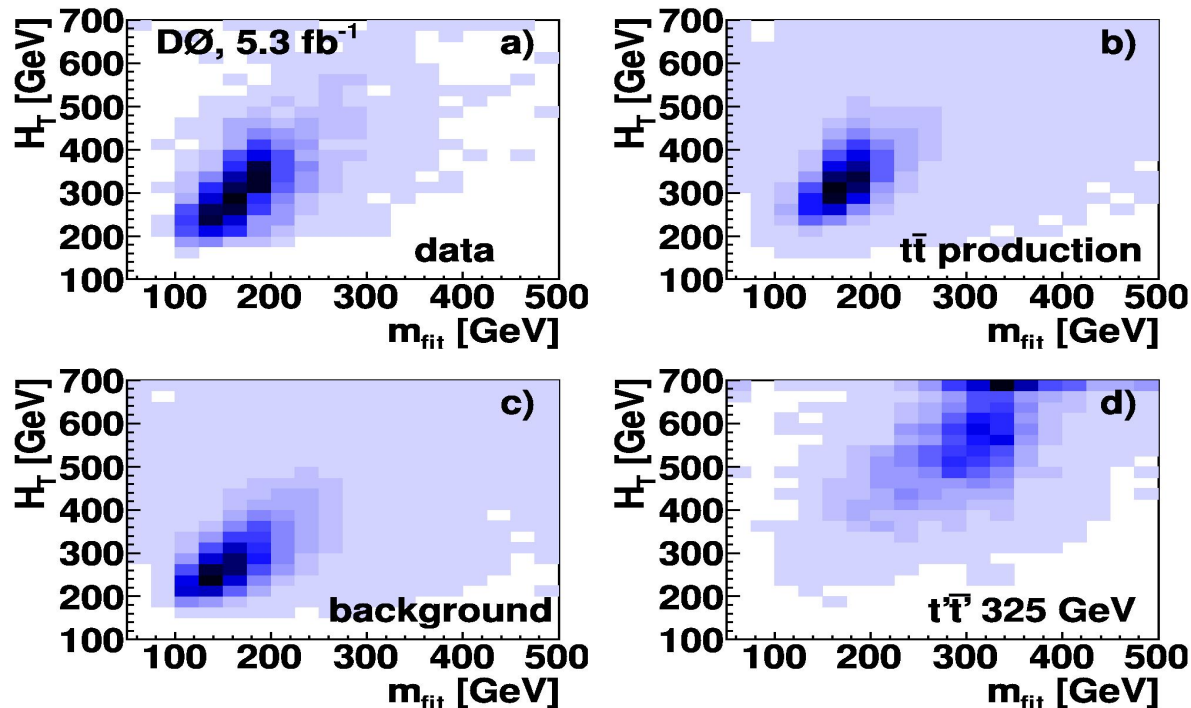 H_T [GeV]
700
600
500
400
300
200
100
DØ, 5.3 fb⁻¹
a)
data
100 200 300 400 500
m_fit [GeV]
H_T [GeV]
700
600
500
400
300
200
100
b)
tt̄ production
100 200 300 400 500
m_fit [GeV]
H_T [GeV]
700
600
500
400
300
200
100
c)
background
100 200 300 400 500
m_fit [GeV]
H_T [GeV]
700
600
500
400
300
200
100
d)
t't̄' 325 GeV
100 200 300 400 500
m_fit [GeV]